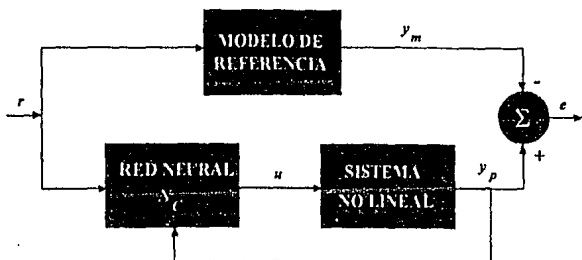 MODELO DE
REFERENCIA
y_m
-
r
e
Σ
+
RED NEURAL
N_C
u
SISTEMA
NO LINEAL
y_p